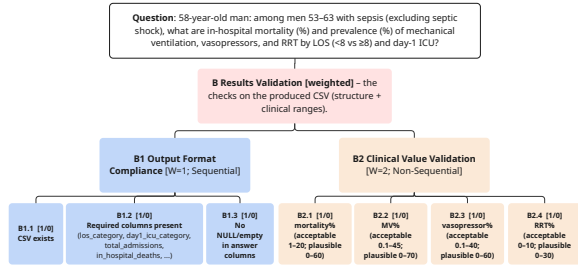 Question: 58-year-old man: among men 53–63 with sepsis (excluding septic
shock), what are in-hospital mortality (%) and prevalence (%) of mechanical
ventilation, vasopressors, and RRT by LOS (<8 vs ≥8) and day-1 ICU?
B Results Validation [weighted] – the
checks on the produced CSV (structure +
clinical ranges).
B1 Output Format
Compliance [W=1; Sequential]
B2 Clinical Value Validation
[W=2; Non-Sequential]
B1.1 [1/0]
CSV exists
B1.2 [1/0]
Required columns present
(los_category, day1_icu_category,
total_admissions,
in_hospital_deaths, ...)
B1.3 [1/0]
No
NULL/empty
in answer
columns
B2.1 [1/0]
mortality%
(acceptable
1–20; plausible
0–60)
B2.2 [1/0]
MV%
(acceptable
0.1–45;
plausible 0–70)
B2.3 [1/0]
vasopressor%
(acceptable
0.1–40;
plausible 0–60)
B2.4 [1/0]
RRT%
(acceptable
0–10; plausible
0–30)